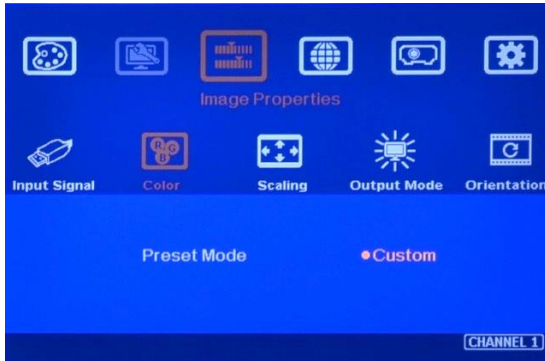 Image Properties
R G B
Input Signal
Color
Scaling
Output Mode
Orientation
Preset Mode
Custom
CHANNEL 1